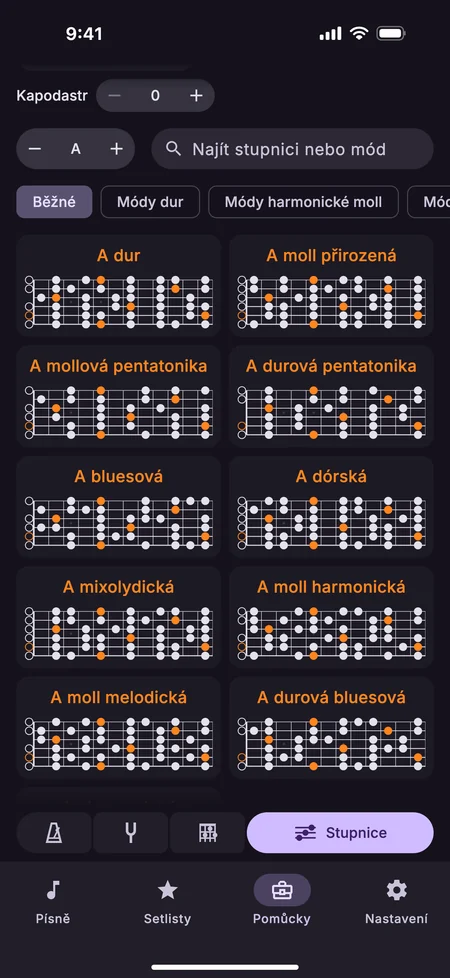 9:41
Kapodastr − 0 +
− A + Najít stupnici nebo mód
Běžné Módy dur Módy harmonické moll
A dur A moll přirozená
A mollová pentatonika A durová pentatonika
A bluesová A dórská
A mixolydická A moll harmonická
A moll melodická A durová bluesová
Stupnice
Písně Setlisty Pomůcky Nastavení